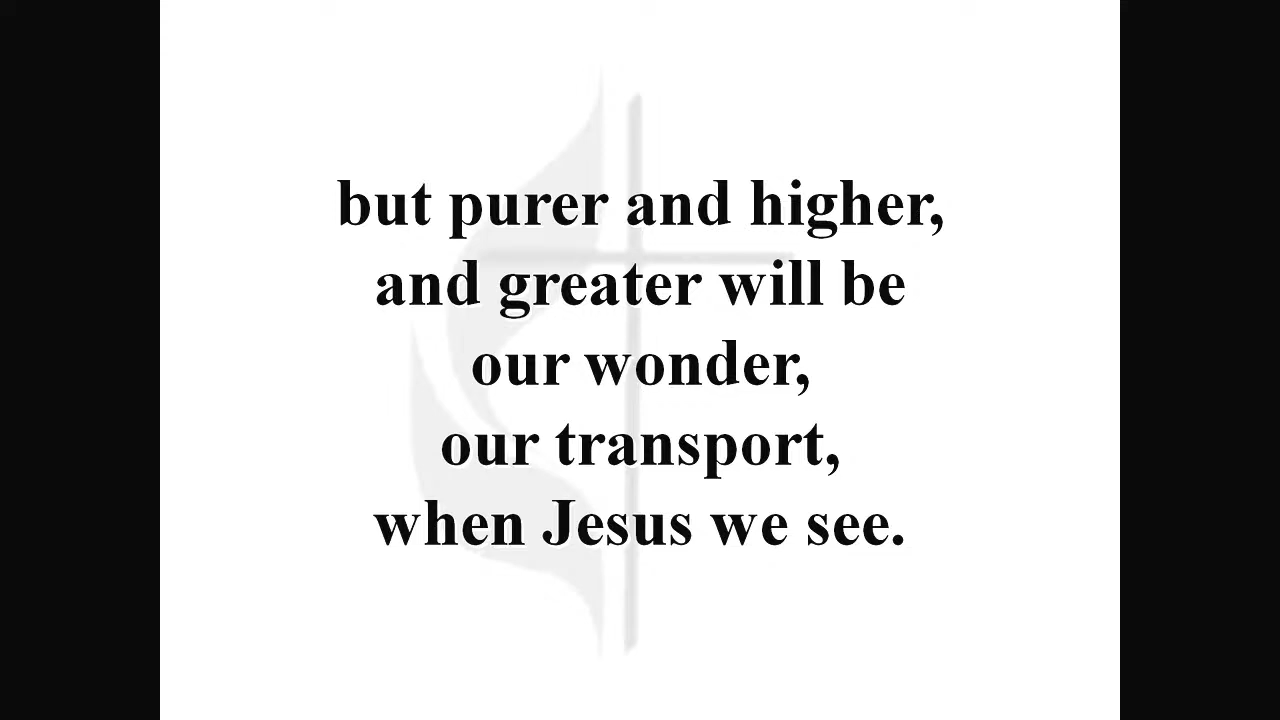 but purer and higher,
and greater will be
our wonder,
our transport,
when Jesus we see.